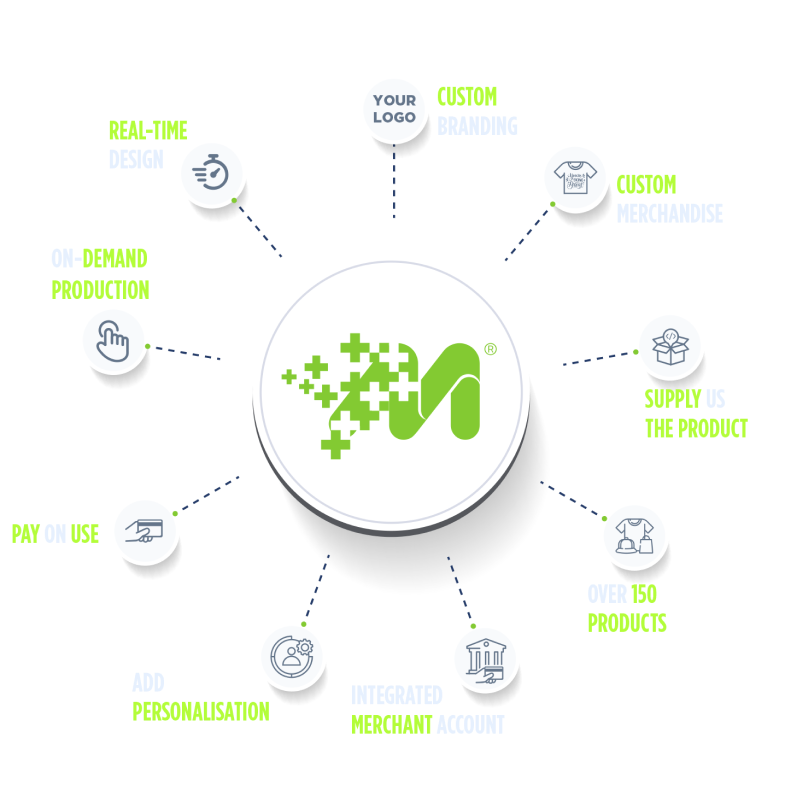 YOUR
LOGO
CUSTOM
BRANDING
REAL-TIME
DESIGN
CUSTOM
MERCHANDISE
ON-DEMAND
PRODUCTION
®
SUPPLY US
THE PRODUCT
PAY ON USE
OVER 150
PRODUCTS
ADD
PERSONALISATION
INTEGRATED
MERCHANT ACCOUNT